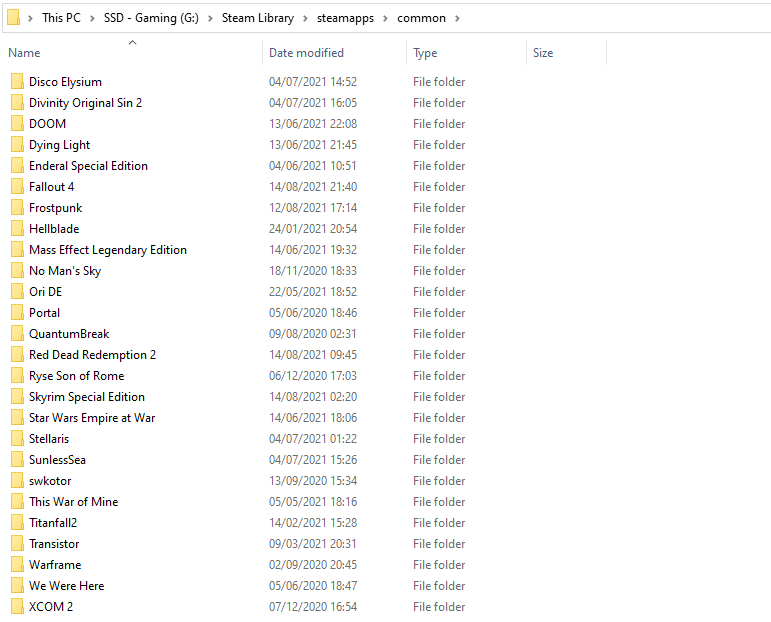 This PC > SSD - Gaming (G:) > Steam Library > steamapps > common >
Name Date modified Type Size
Disco Elysium 04/07/2021 14:52 File folder
Divinity Original Sin 2 04/07/2021 16:05 File folder
DOOM 13/06/2021 22:08 File folder
Dying Light 13/06/2021 21:45 File folder
Enderal Special Edition 04/06/2021 10:51 File folder
Fallout 4 14/08/2021 21:40 File folder
Frostpunk 12/08/2021 17:14 File folder
Hellblade 24/01/2021 20:54 File folder
Mass Effect Legendary Edition 14/06/2021 19:32 File folder
No Man's Sky 18/11/2020 18:33 File folder
Ori DE 22/05/2021 18:52 File folder
Portal 05/06/2020 18:46 File folder
QuantumBreak 09/08/2020 02:31 File folder
Red Dead Redemption 2 14/08/2021 09:45 File folder
Ryse Son of Rome 06/12/2020 17:03 File folder
Skyrim Special Edition 14/08/2021 02:20 File folder
Star Wars Empire at War 14/06/2021 18:06 File folder
Stellaris 04/07/2021 01:22 File folder
SunlessSea 04/07/2021 15:26 File folder
swkotor 13/09/2020 15:34 File folder
This War of Mine 05/05/2021 18:16 File folder
Titanfall2 14/02/2021 15:28 File folder
Transistor 09/03/2021 20:31 File folder
Warframe 02/09/2020 20:45 File folder
We Were Here 05/06/2020 18:47 File folder
XCOM 2 07/12/2020 16:54 File folder